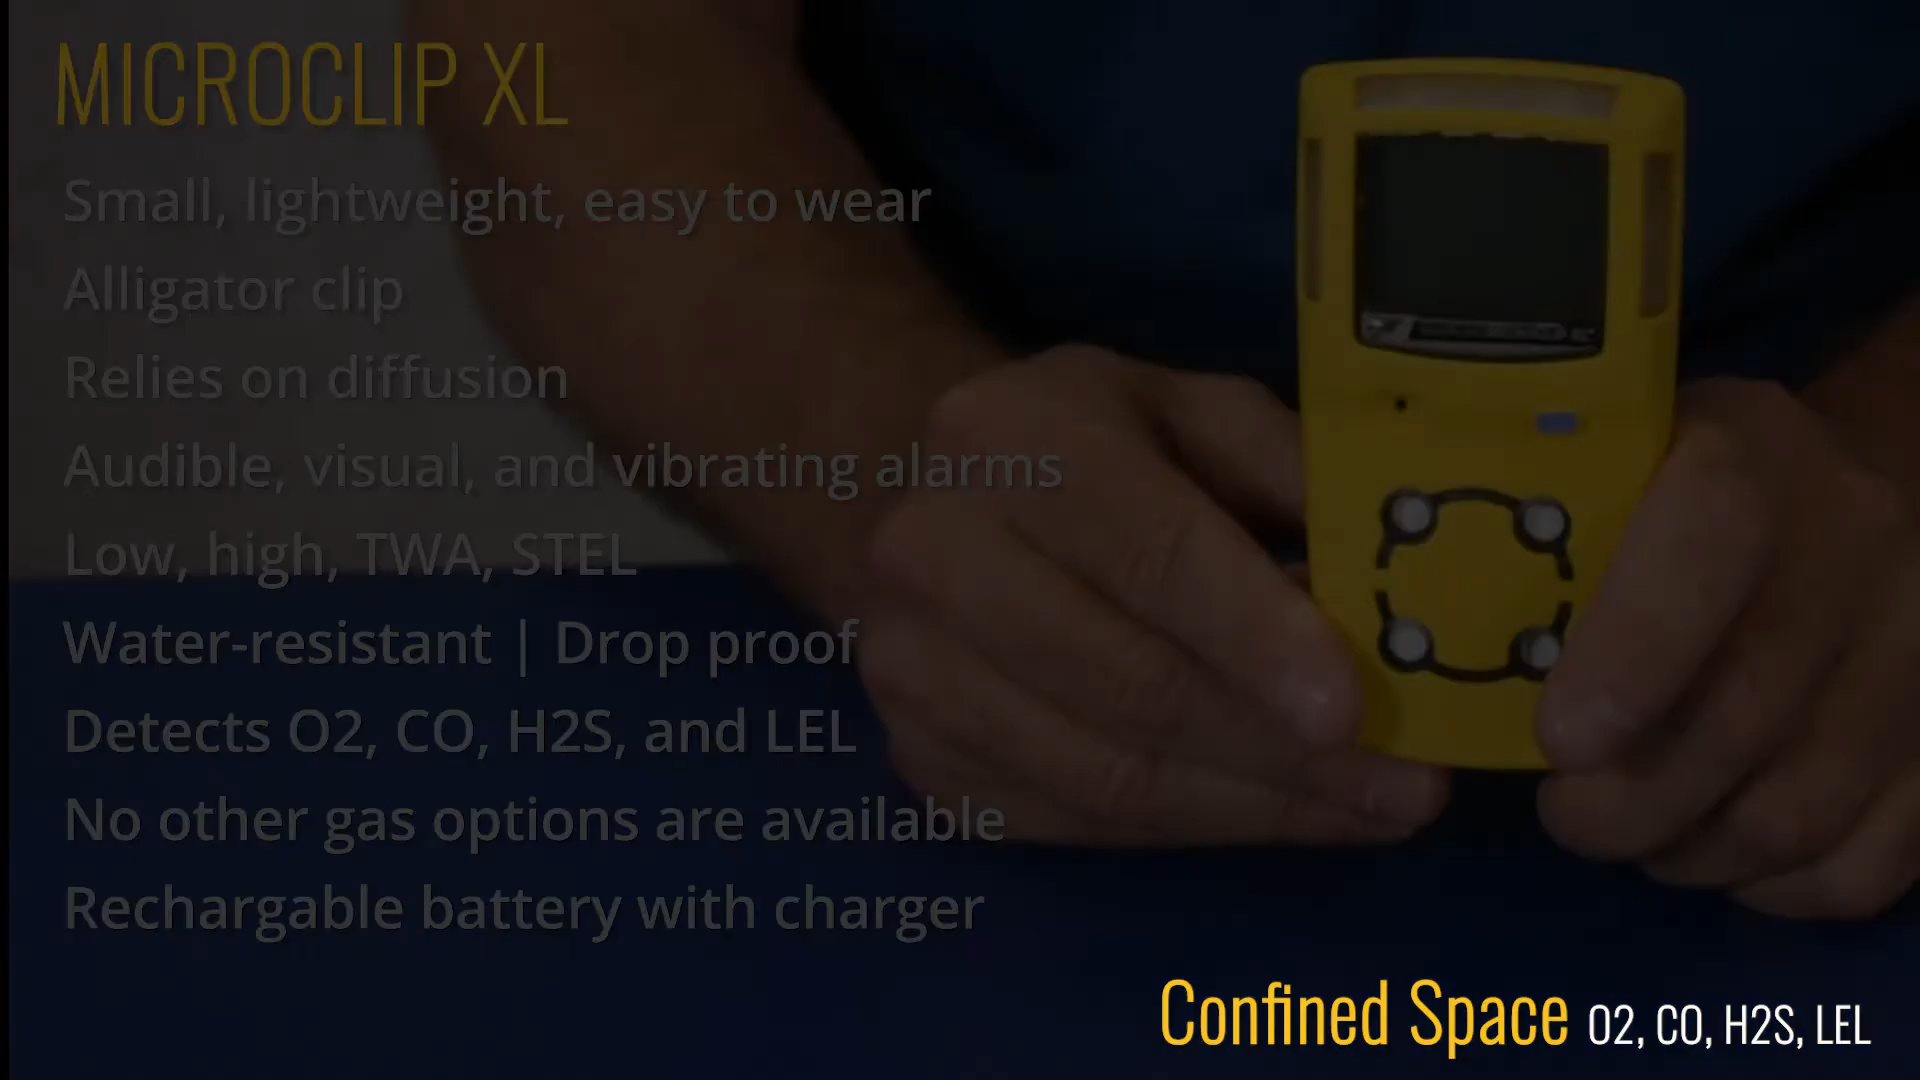 MICROCLIP XL
Small, lightweight, easy to wear
Alligator clip
Relies on diffusion
Audible, visual, and vibrating alarms
Low, high, TWA, STEL
Water-resistant | Drop proof
Detects O2, CO, H2S, and LEL
No other gas options are available
Rechargable battery with charger
Confined Space O2, CO, H2S, LEL